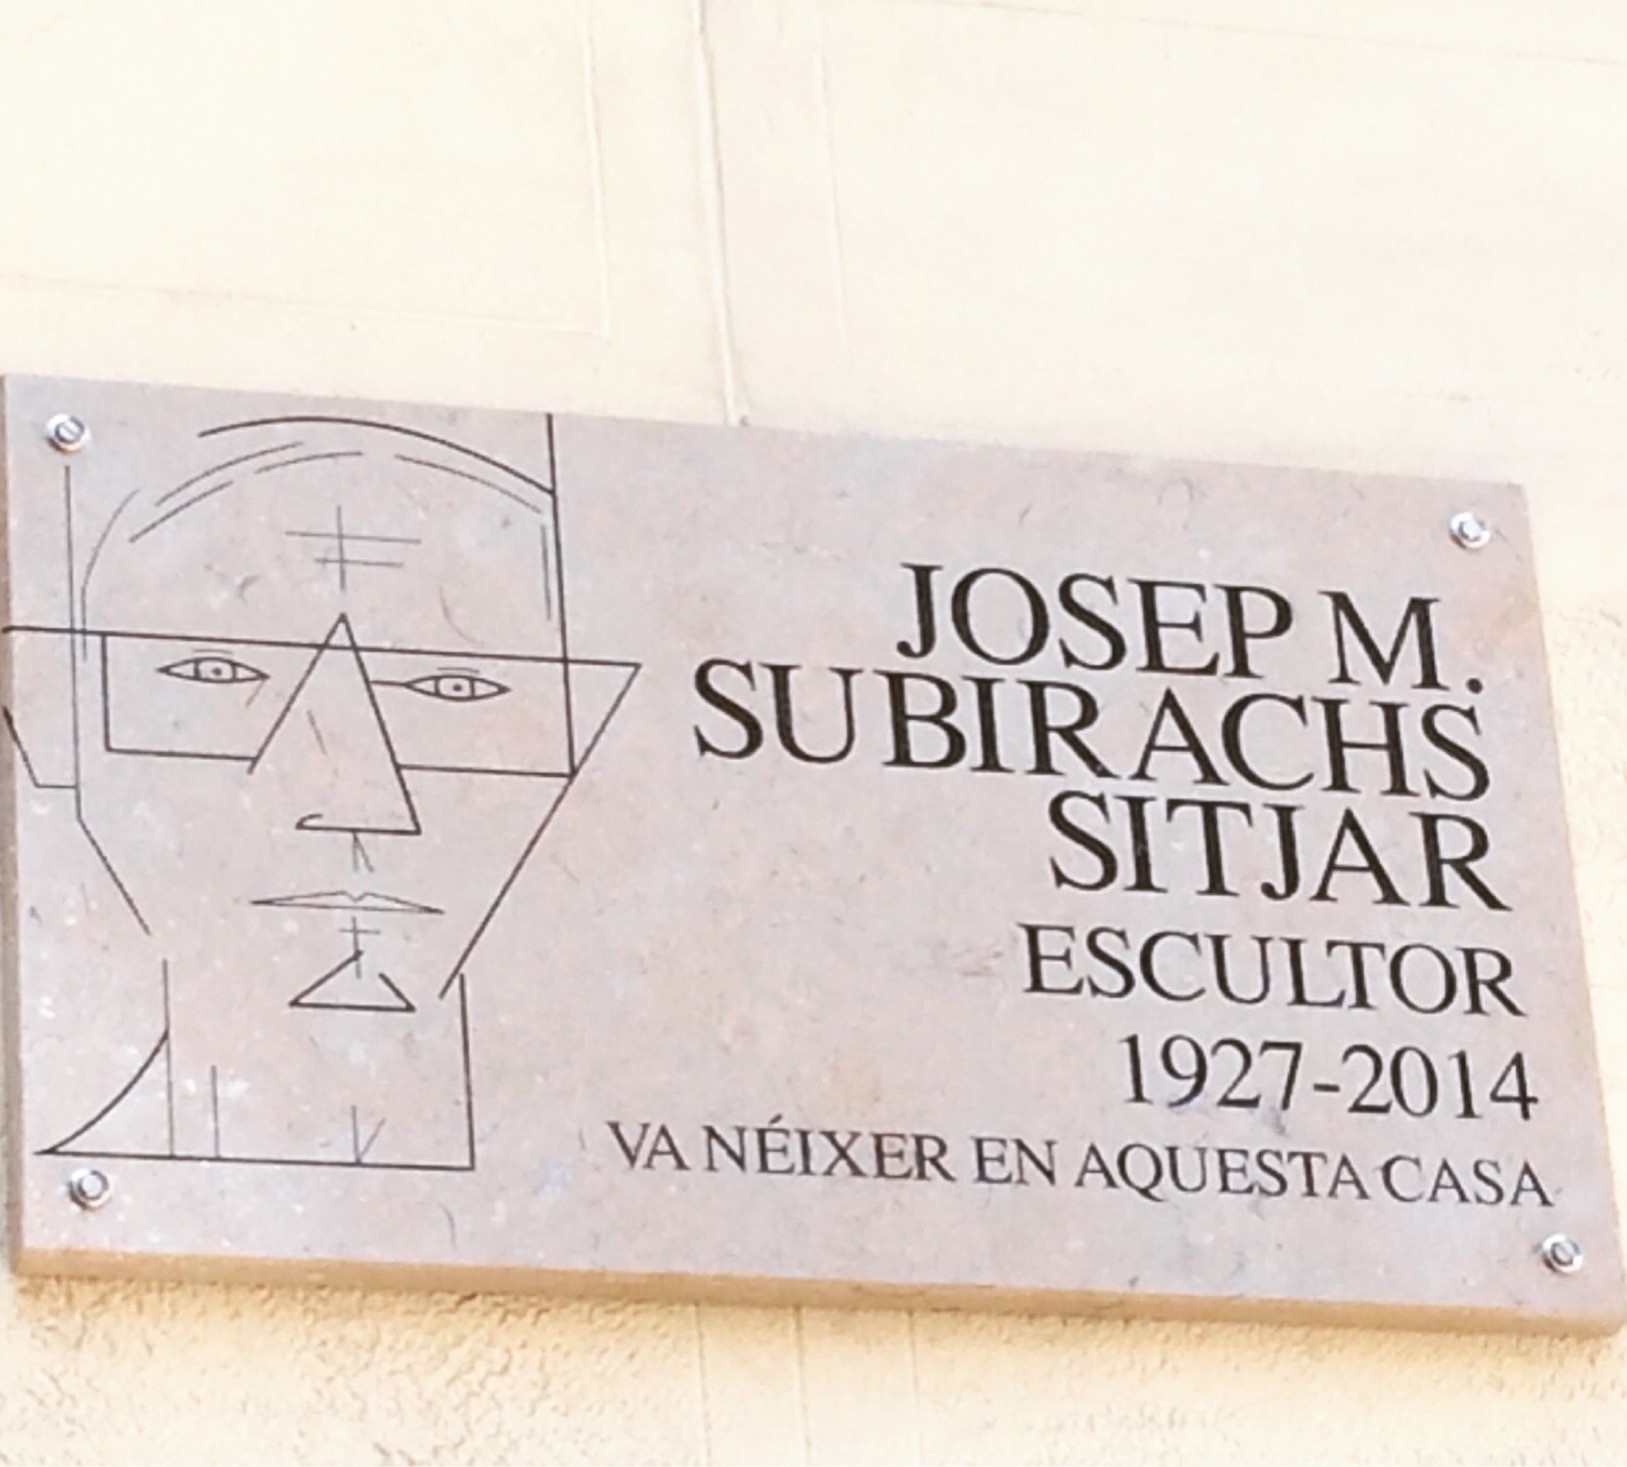 JOSEP M.
SUBIRACHS
SITJAR
ESCULTOR
1927-2014
VA NÉIXER EN AQUESTA CASA